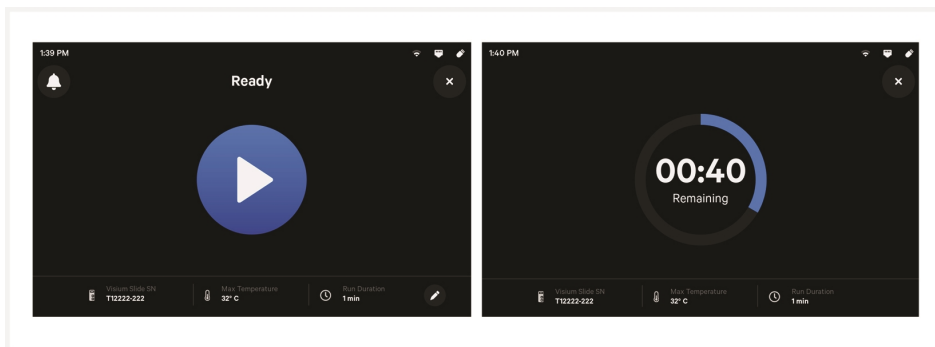 1:39 PM
Ready
Visium Slide SN
T12222-222
Max Temperature
32° C
Run Duration
1 min
1:40 PM
00:40
Remaining
Visium Slide SN
T12222-222
Max Temperature
32° C
Run Duration
1 min